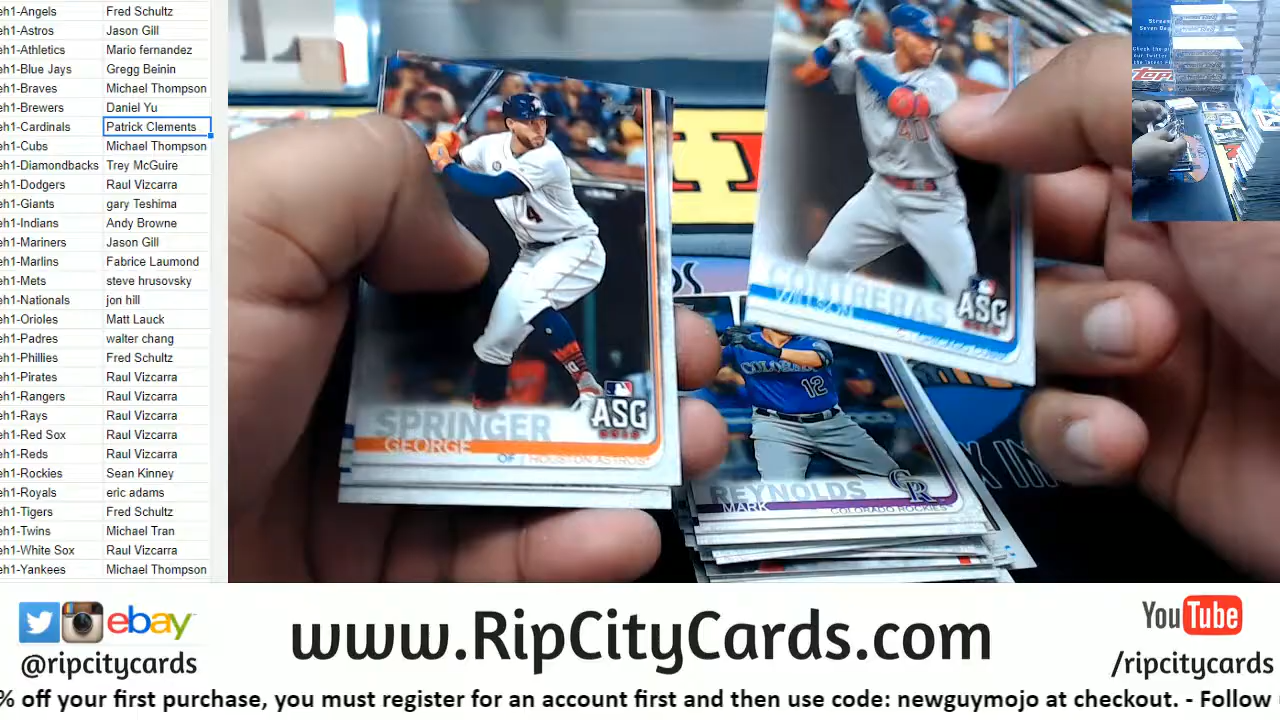 eh1-Angels Fred Schultz
eh1-Astros Jason Gill
eh1-Athletics Mario fernandez
eh1-Blue Jays Gregg Beinin
eh1-Braves Michael Thompson
eh1-Brewers Daniel Yu
eh1-Cardinals Patrick Clements
eh1-Cubs Michael Thompson
eh1-Diamondbacks Trey McGuire
eh1-Dodgers Raul Vizcarra
eh1-Giants gary Teshima
eh1-Indians Andy Browne
eh1-Mariners Jason Gill
eh1-Marlins Fabrice Laumond
eh1-Mets steve hrusovsky
eh1-Nationals jon hill
eh1-Orioles Matt Lauck
eh1-Padres walter chang
eh1-Phillies Fred Schultz
eh1-Pirates Raul Vizcarra
eh1-Rangers Raul Vizcarra
eh1-Rays Raul Vizcarra
eh1-Red Sox Raul Vizcarra
eh1-Reds Raul Vizcarra
eh1-Rockies Sean Kinney
eh1-Royals eric adams
eh1-Tigers Fred Schultz
eh1-Twins Michael Tran
eh1-White Sox Raul Vizcarra
eh1-Yankees Michael Thompson
4
SPRINGER
GEORGE
OF | HOUSTON ASTROS
ASG
40
CONTRERAS
ASG
COLORADO
12
REYNOLDS
MARK
COLORADO ROCKIES
CR
topps
ebay
@ripcitycards
www.RipCityCards.com
YouTube
/ripcitycards
% off your first purchase, you must register for an account first and then use code: newguymojo at checkout. - Follow